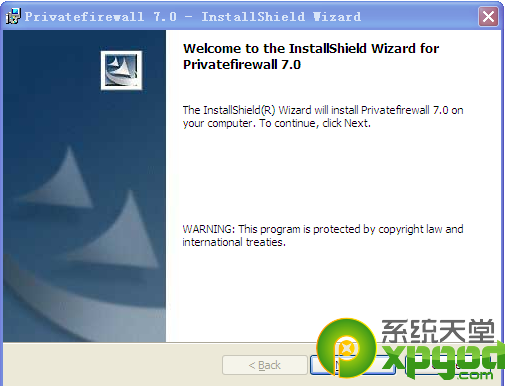 Privatefirewall 7.0 - InstallShield Wizard
Welcome to the InstallShield Wizard for
Privatefirewall 7.0
The InstallShield(R) Wizard will install Privatefirewall 7.0 on
your computer. To continue, click Next.
WARNING: This program is protected by copyright law and
international treaties.
系统天堂
xpgod
.com
< Back